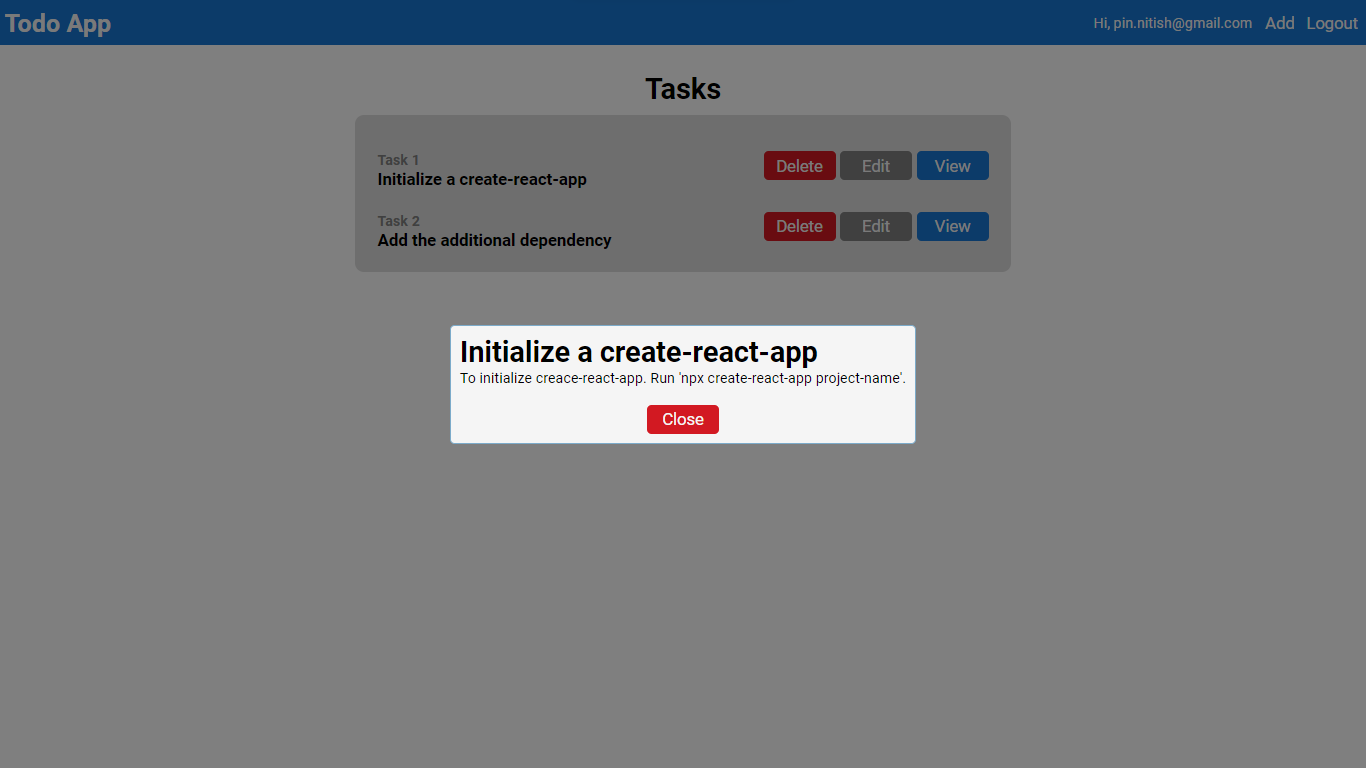 Todo App
Hi, pin.nitish@gmail.com Add Logout
Tasks
Task 1
Initialize a create-react-app
Delete Edit View
Task 2
Add the additional dependency
Delete Edit View
Initialize a create-react-app
To initialize creace-react-app. Run 'npx create-react-app project-name'.
Close